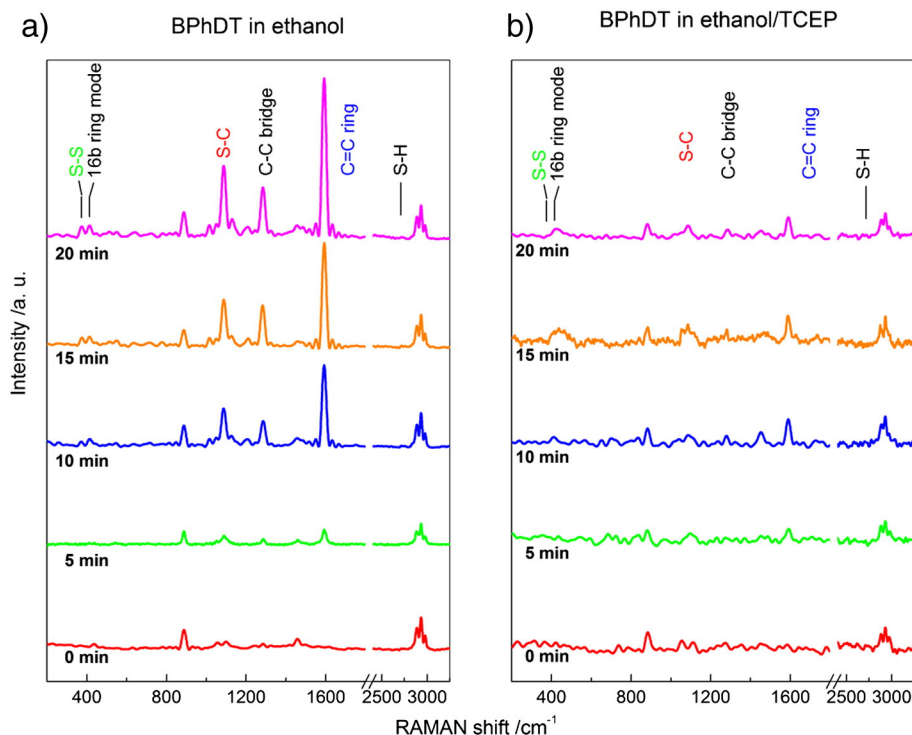 a)
BPhDT in ethanol
b)
BPhDT in ethanol/TCEP
S-S
16b ring mode
S-C
C-C bridge
C=C ring
S-H
S-S
16b ring mode
S-C
C-C bridge
C=C ring
S-H
20 min
15 min
10 min
5 min
0 min
20 min
15 min
10 min
5 min
0 min
Intensity /a. u.
400 800 1200 1600 2500 3000
400 800 1200 1600 2500 3000
RAMAN shift /cm⁻¹